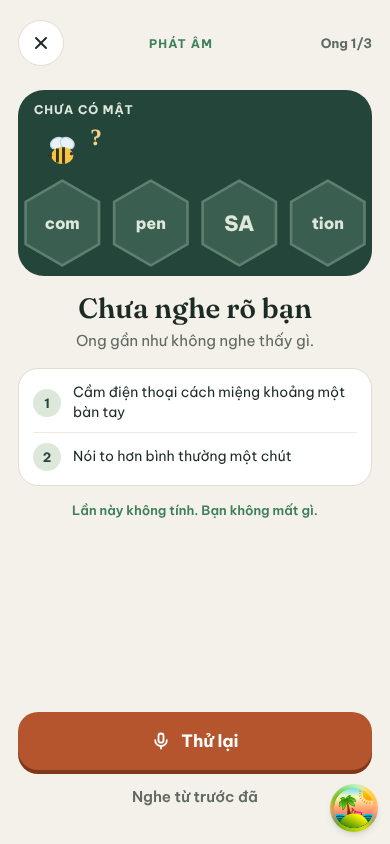 PHÁT ÂM
Ong 1/3
CHƯA CÓ MẬT
?
com
pen
SA
tion
Chưa nghe rõ bạn
Ong gần như không nghe thấy gì.
1
Cầm điện thoại cách miệng khoảng một
bàn tay
2
Nói to hơn bình thường một chút
Lần này không tính. Bạn không mất gì.
Thử lại
Nghe từ trước đã